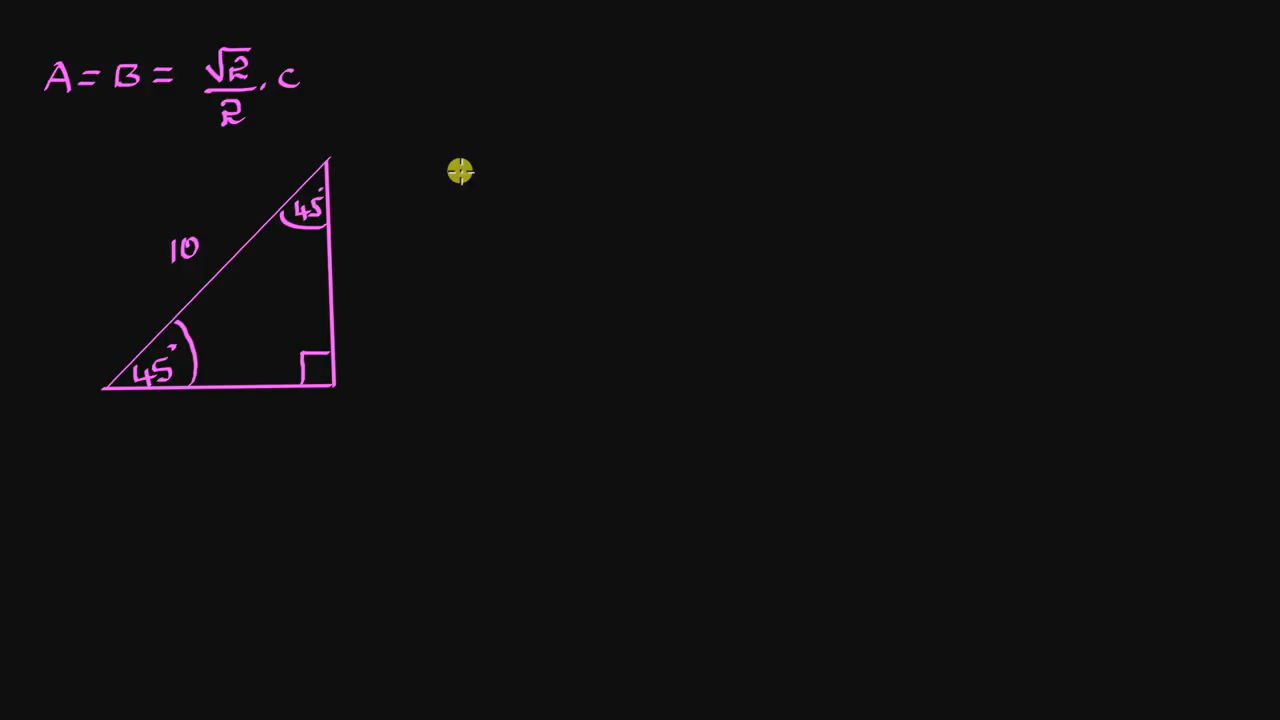 A = B = √2/2 . c
45°
10
45°